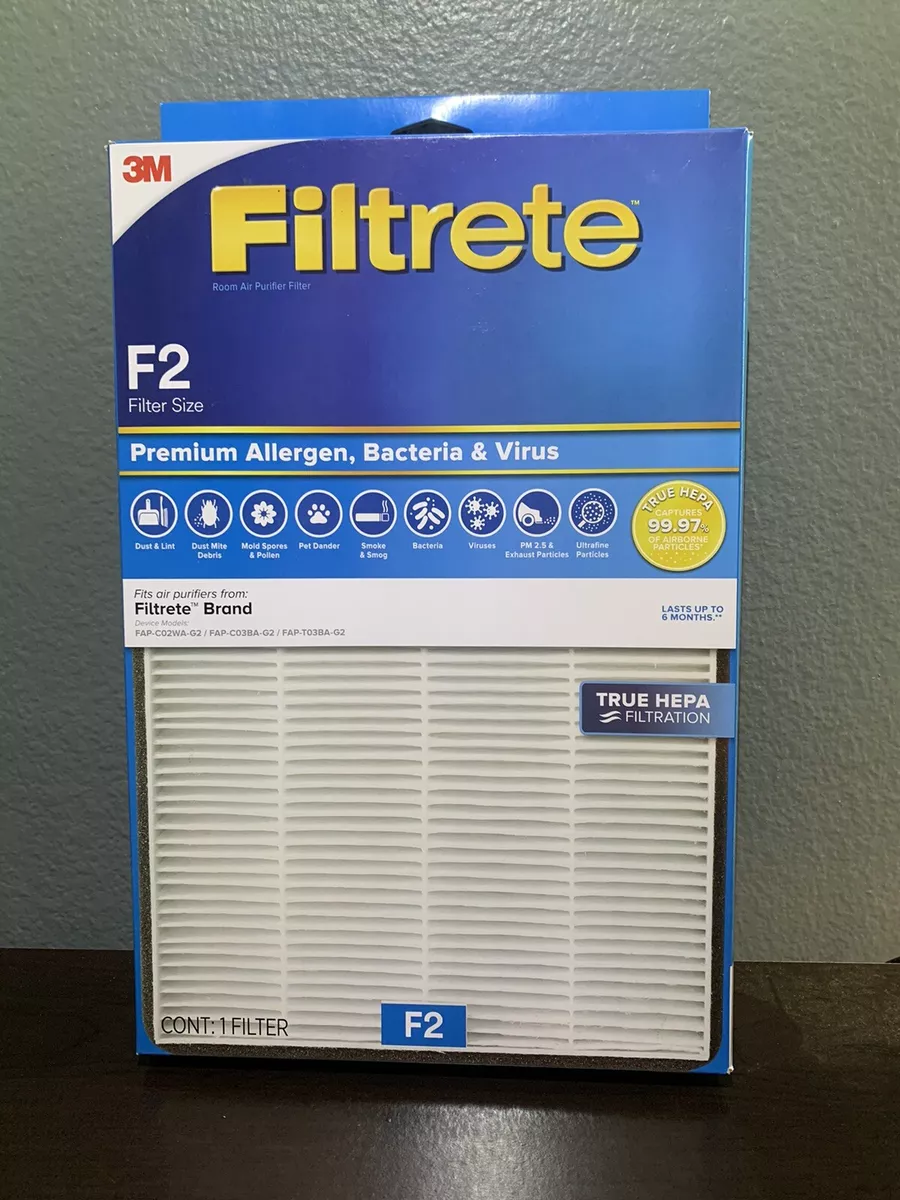 3M
Filtrete™
Room Air Purifier Filter
F2
Filter Size
Premium Allergen, Bacteria & Virus
Dust & Lint
Dust Mite
Debris
Mold Spores
& Pollen
Pet Dander
Smoke
& Smog
Bacteria
Viruses
PM 2.5 &
Exhaust Particles
Ultrafine
Particles
TRUE HEPA
CAPTURES
99.97%
OF AIRBORNE
PARTICLES*
Fits air purifiers from:
Filtrete™ Brand
Device Models:
FAP-C02WA-G2 / FAP-C03BA-G2 / FAP-T03BA-G2
LASTS UP TO
6 MONTHS.**
TRUE HEPA
FILTRATION
CONT: 1 FILTER
F2